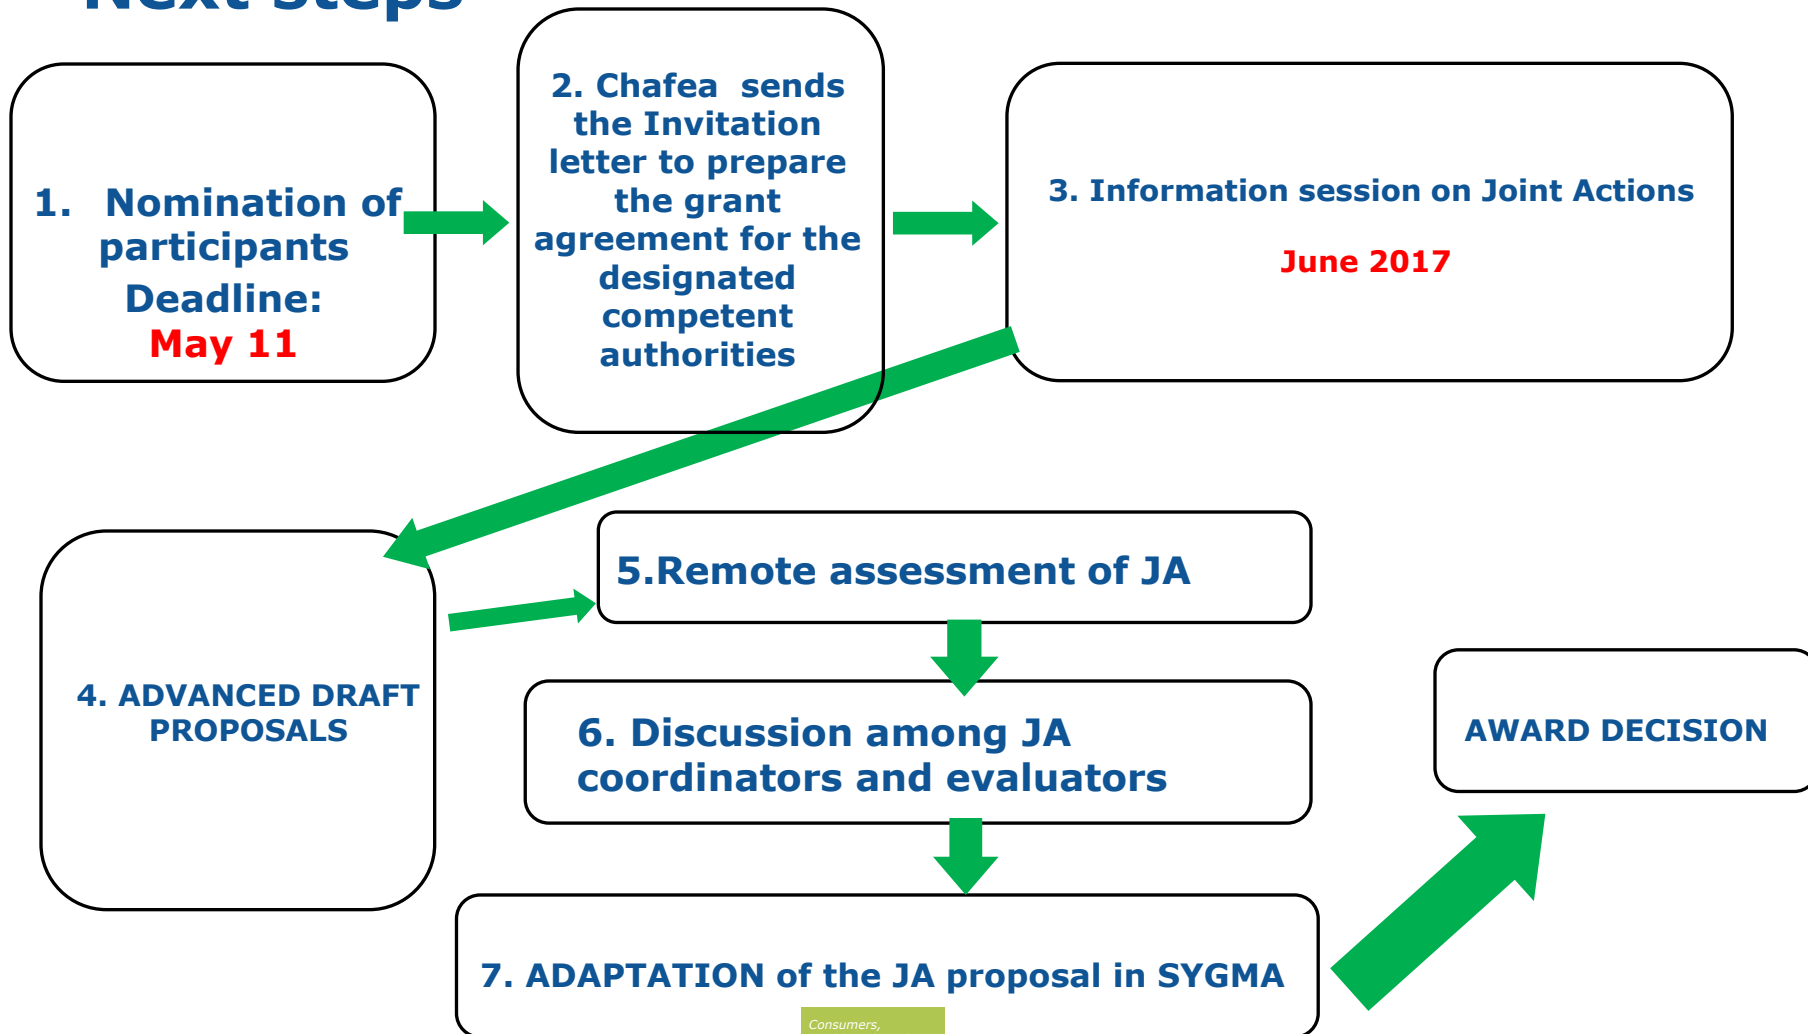 Next steps
1. Nomination of
participants
Deadline:
May 11
2. Chafea sends
the Invitation
letter to prepare
the grant
agreement for the
designated
competent
authorities
3. Information session on Joint Actions
June 2017
4. ADVANCED DRAFT
PROPOSALS
5.Remote assessment of JA
6. Discussion among JA
coordinators and evaluators
7. ADAPTATION of the JA proposal in SYGMA
AWARD DECISION
Consumers,